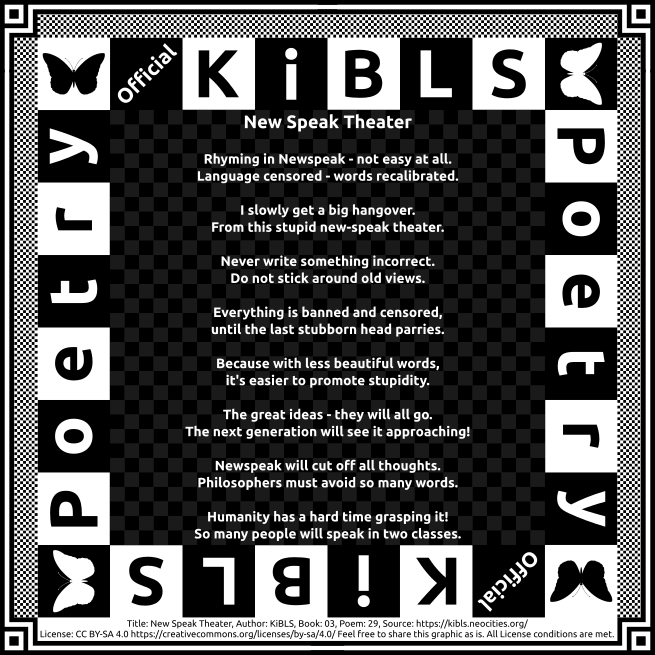 Official
KiBLS
Poetry
Poetry
New Speak Theater
Rhyming in Newspeak - not easy at all.
Language censored - words recalibrated.
I slowly get a big hangover.
From this stupid new-speak theater.
Never write something incorrect.
Do not stick around old views.
Everything is banned and censored,
until the last stubborn head parries.
Because with less beautiful words,
it's easier to promote stupidity.
The great ideas - they will all go.
The next generation will see it approaching!
Newspeak will cut off all thoughts.
Philosophers must avoid so many words.
Humanity has a hard time grasping it!
So many people will speak in two classes.
Official
KiBLS
Title: New Speak Theater, Author: KiBLS, Book: 03, Poem: 29, Source: https://kibls.neocities.org/
License: CC BY-SA 4.0 https://creativecommons.org/licenses/by-sa/4.0/ Feel free to share this graphic as is. All License conditions are met.